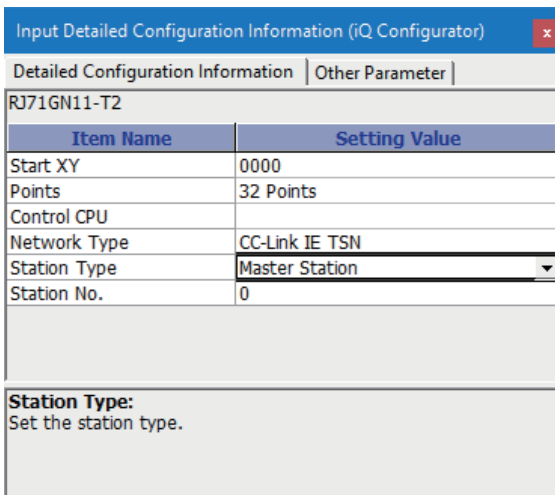 Input Detailed Configuration Information (iQ Configurator) x
Detailed Configuration Information Other Parameter
RJ71GN11-T2
Item Name Setting Value
Start XY 0000
Points 32 Points
Control CPU
Network Type CC-Link IE TSN
Station Type Master Station
Station No. 0
Station Type:
Set the station type.